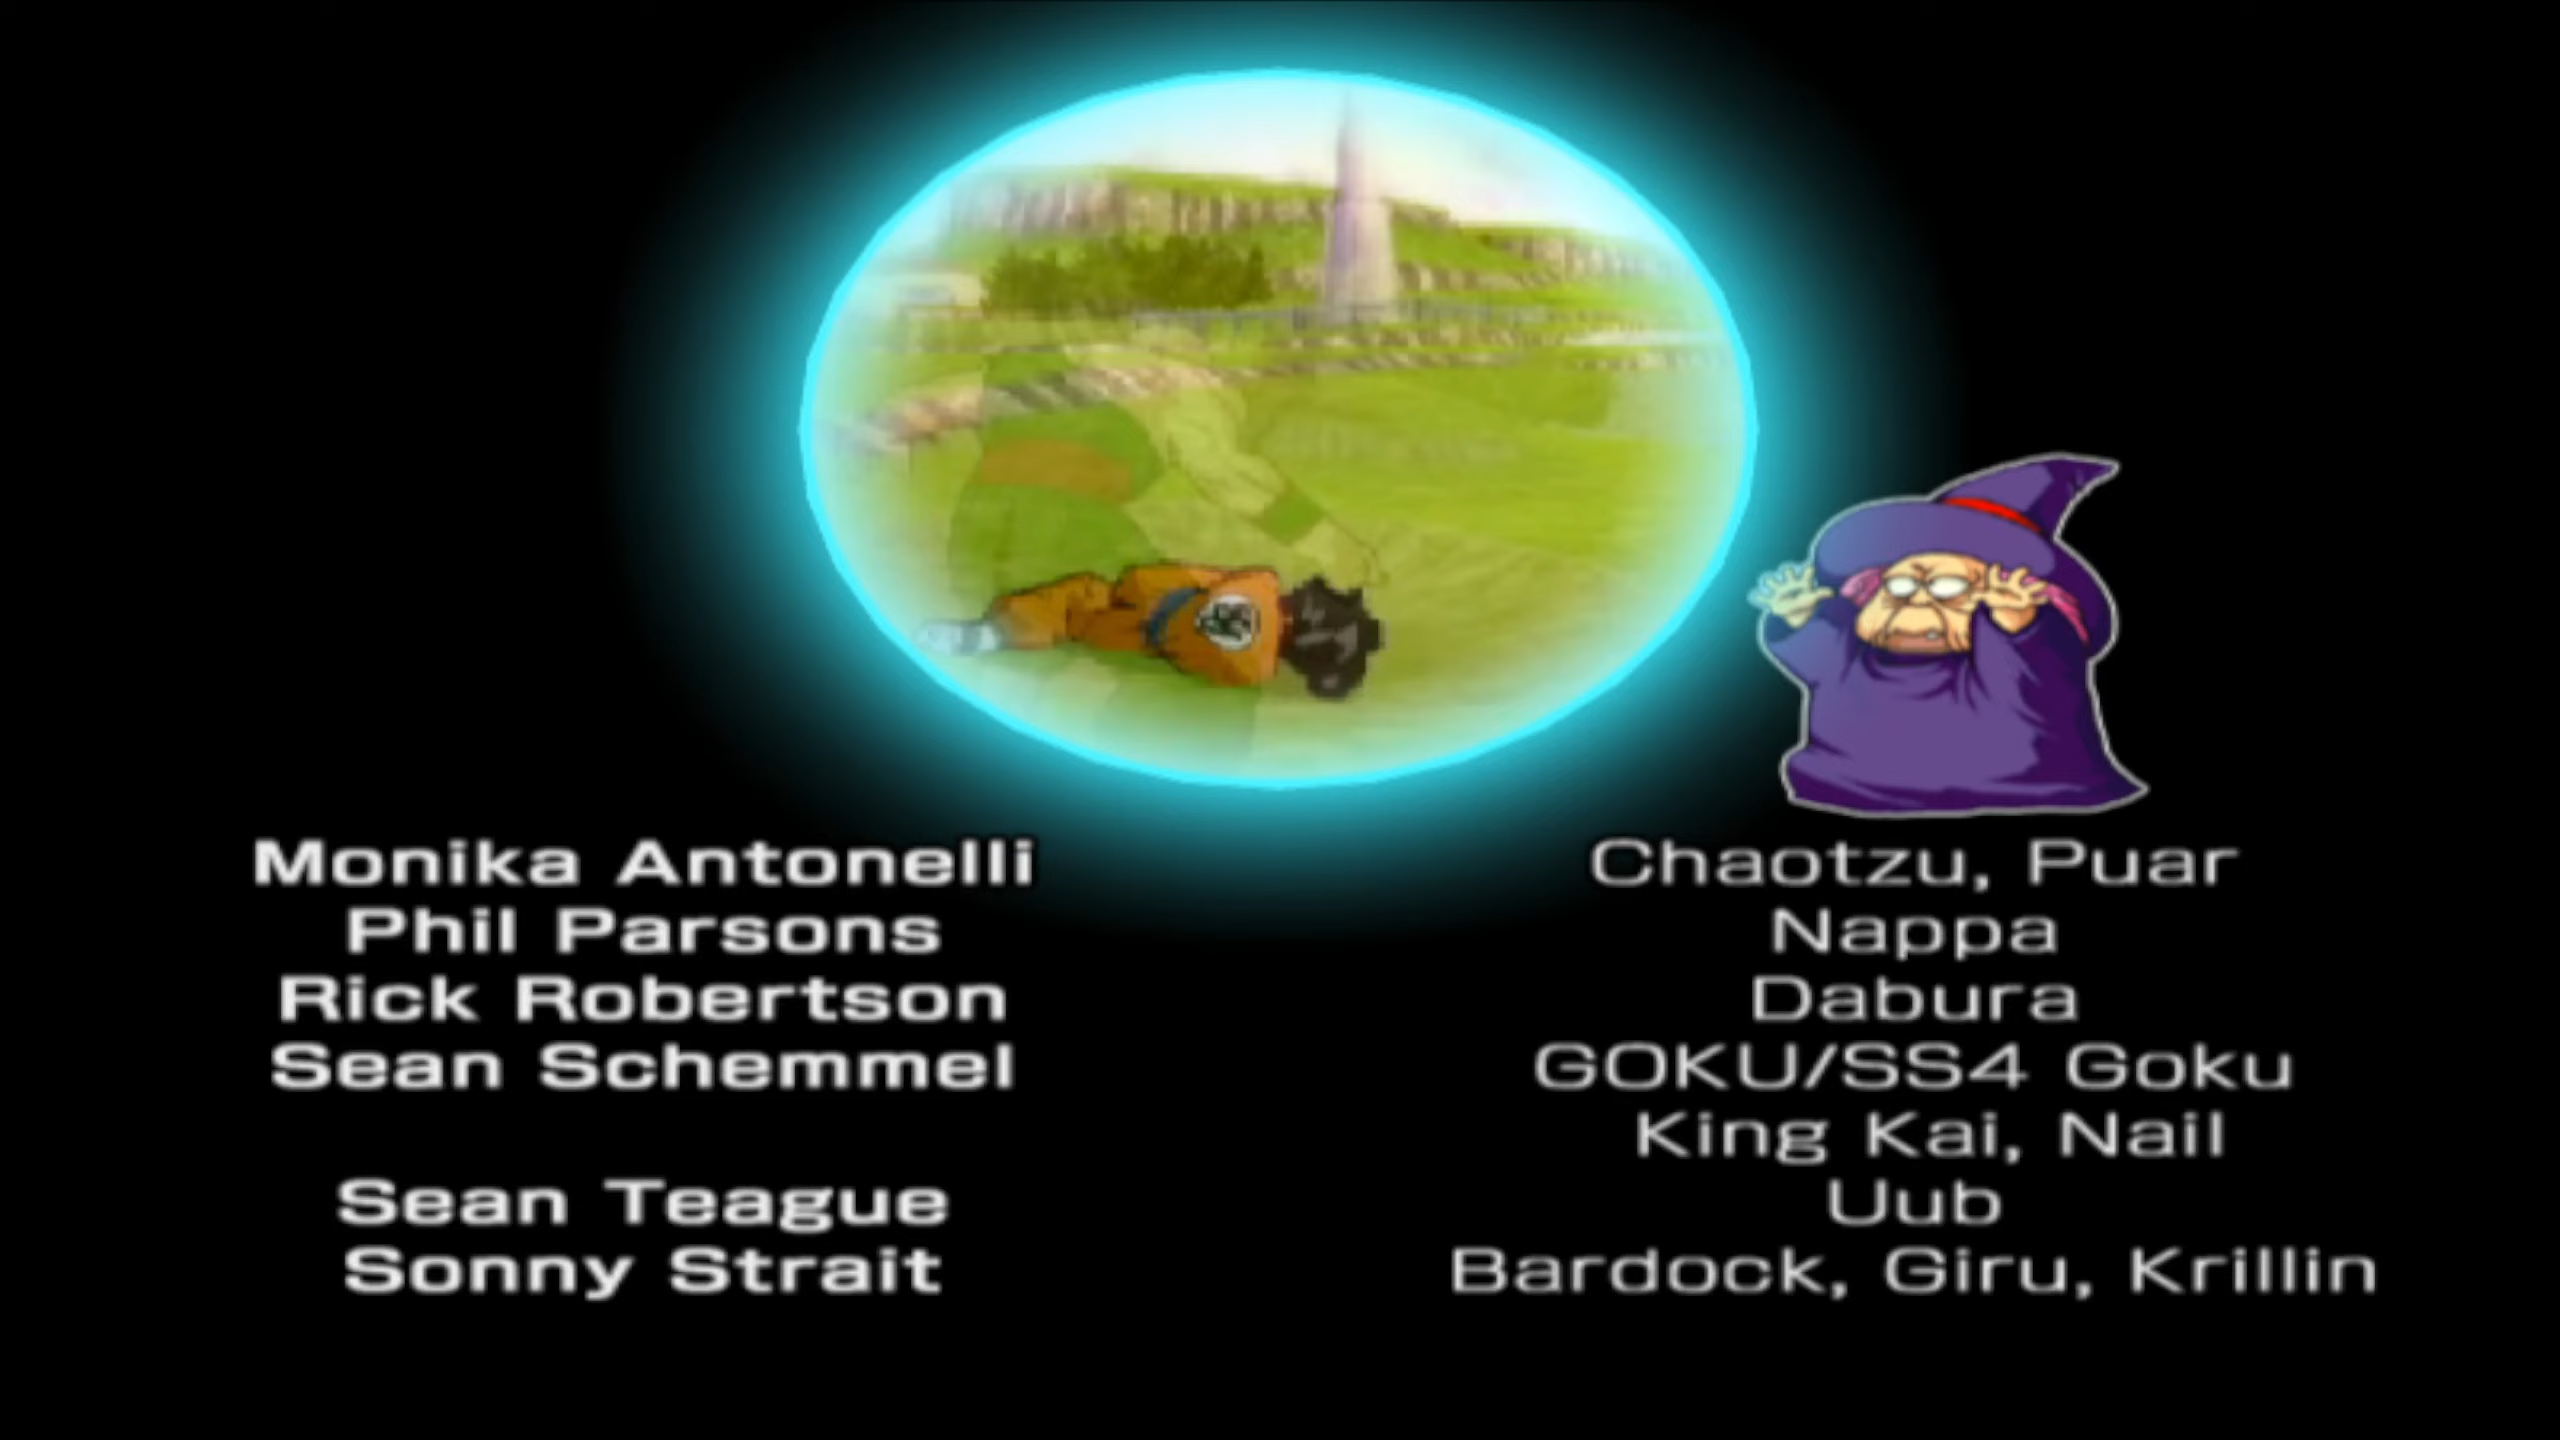 Monika Antonelli Chaotzu, Puar
Phil Parsons Nappa
Rick Robertson Dabura
Sean Schemmel GOKU/SS4 Goku
King Kai, Nail
Sean Teague Uub
Sonny Strait Bardock, Giru, Krillin